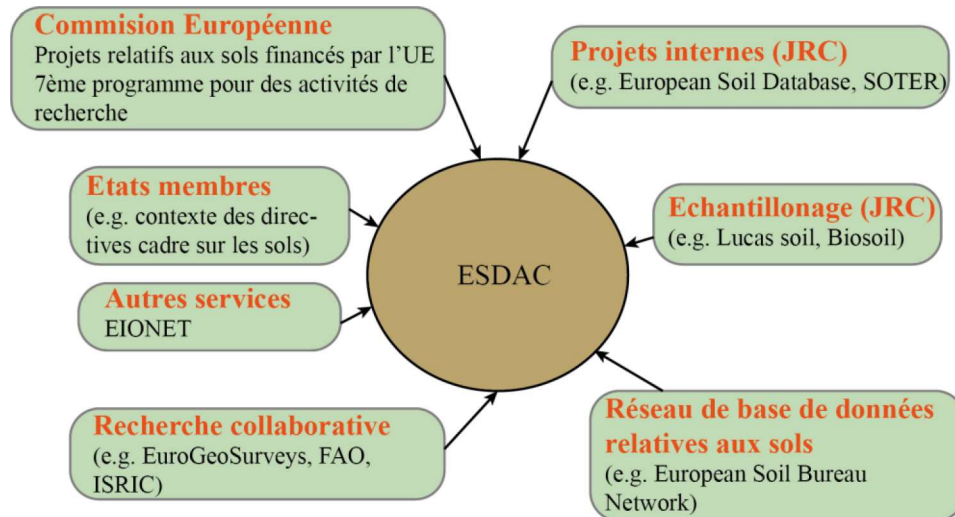 Commision Européenne
Projets relatifs aux sols financés par l'UE
7ème programme pour des activités de
recherche
Projets internes (JRC)
(e.g. European Soil Database, SOTER)
Etats membres
(e.g. contexte des direc-
tives cadre sur les sols)
Echantillonage (JRC)
(e.g. Lucas soil, Biosoil)
ESDAC
Autres services
EIONET
Recherche collaborative
(e.g. EuroGeoSurveys, FAO,
ISRIC)
Réseau de base de données
relatives aux sols
(e.g. European Soil Bureau
Network)